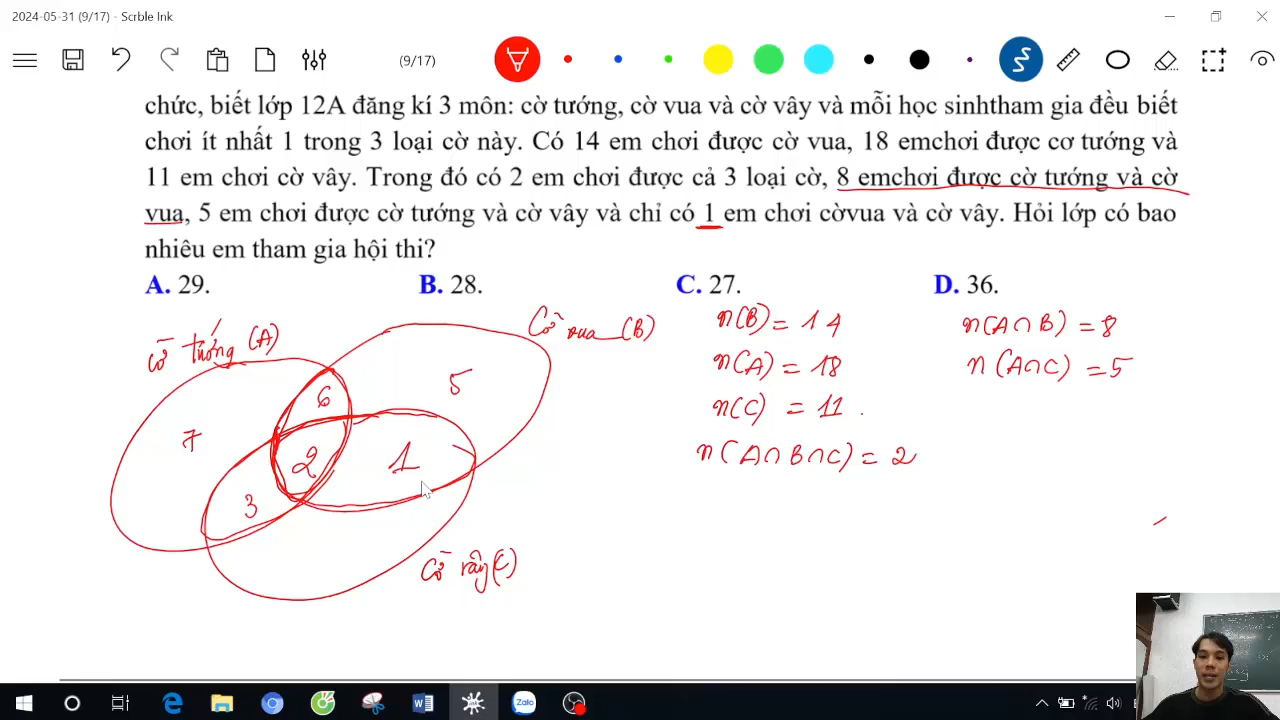 2024-05-31 (9/17) - Scrble Ink
(9/17)
chức, biết lớp 12A đăng kí 3 môn: cờ tướng, cờ vua và cờ vây và mỗi học sinhtham gia đều biết
chơi ít nhất 1 trong 3 loại cờ này. Có 14 em chơi được cờ vua, 18 emchơi được cơ tướng và
11 em chơi cờ vây. Trong đó có 2 em chơi được cả 3 loại cờ, 8 emchơi được cờ tướng và cờ
vua, 5 em chơi được cờ tướng và cờ vây và chỉ có 1 em chơi cờvua và cờ vây. Hỏi lớp có bao
nhiêu em tham gia hội thi?
A. 29. B. 28. C. 27. D. 36.
Cờ tướng (A)
Cờ vua (B)
n(B) = 14
n(A∩B) = 8
n(A) = 18
n(A∩C) = 5
n(C) = 11.
n(A∩B∩C) = 2
6
5
7
2
1
3
Cờ vây (C)
Zalo